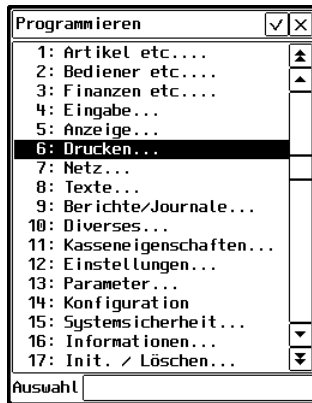 Programmieren
1: Artikel etc....
2: Bediener etc....
3: Finanzen etc....
4: Eingabe...
5: Anzeige...
6: Drucken...
7: Netz...
8: Texte...
9: Berichte/Journale...
10: Diverses...
11: Kasseneigenschaften...
12: Einstellungen...
13: Parameter...
14: Konfiguration
15: Systemsicherheit...
16: Informationen...
17: Init. / Löschen...
Auswahl